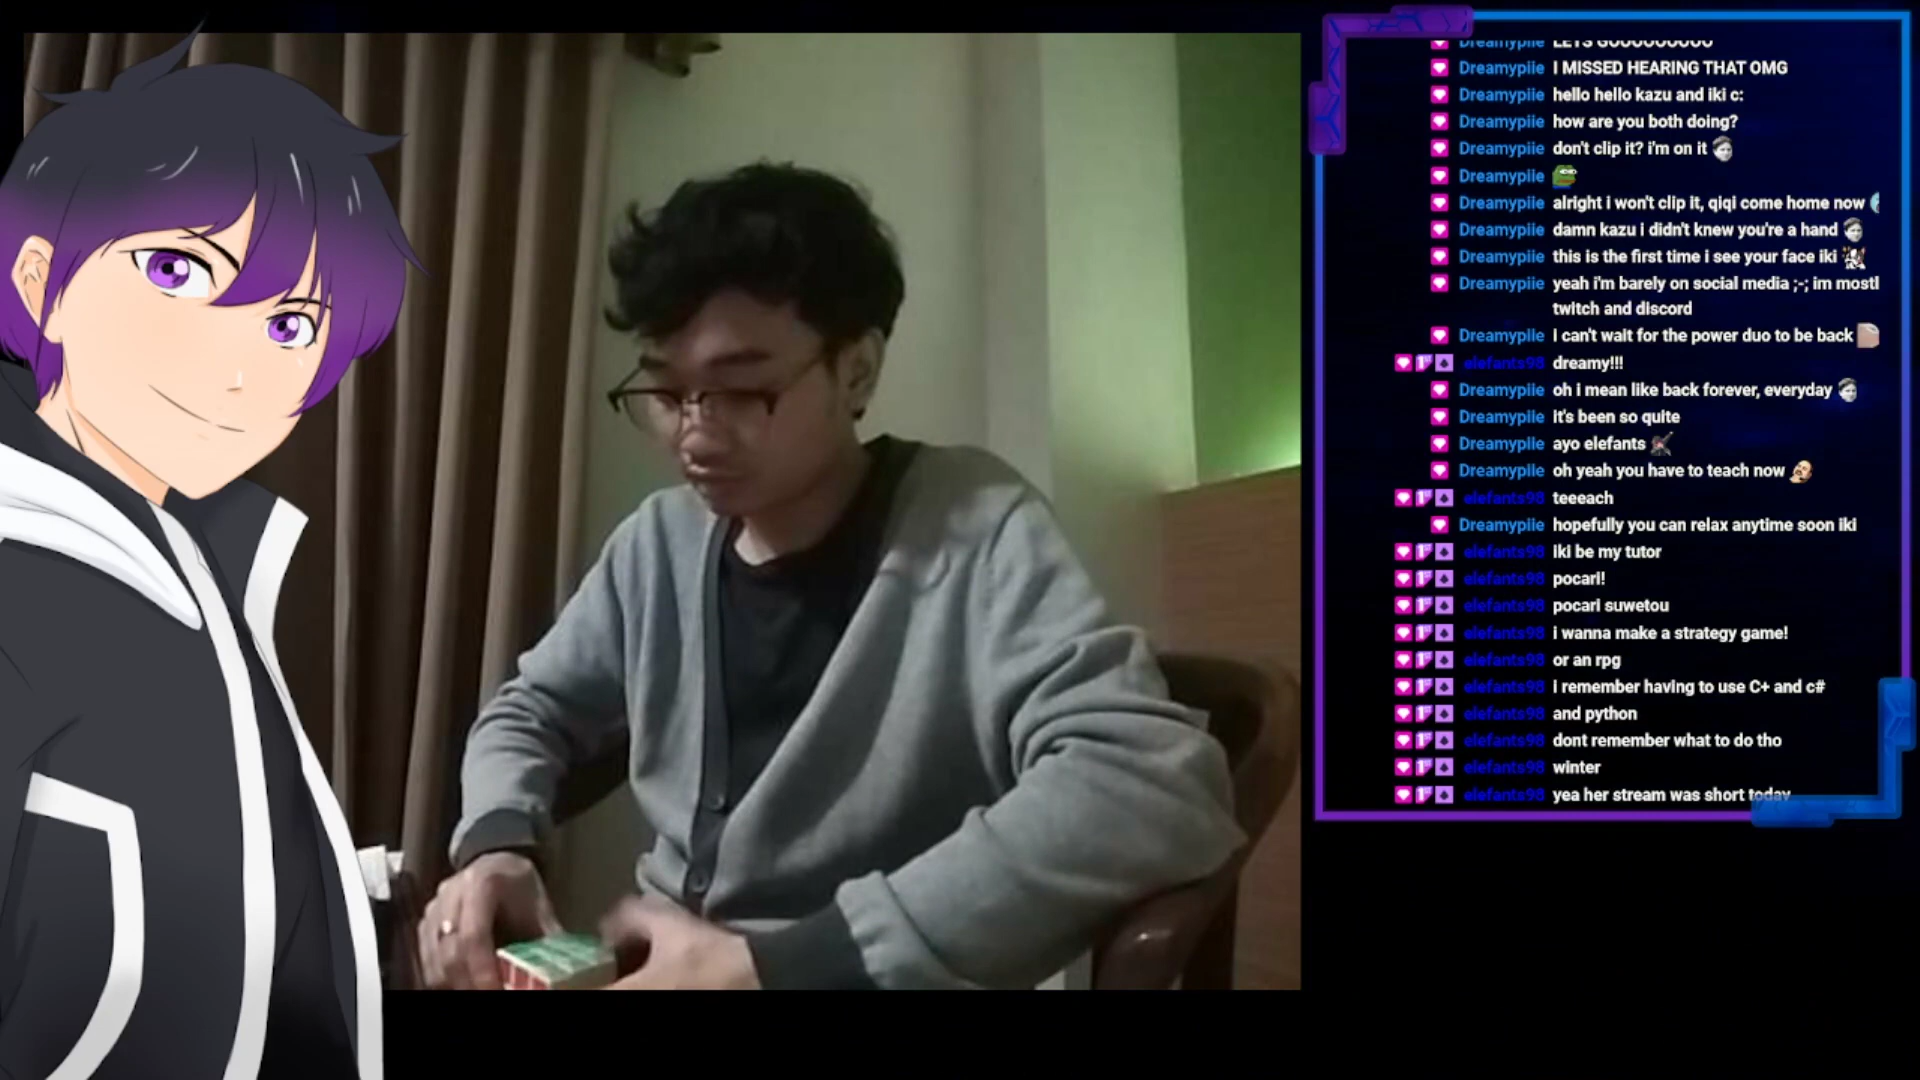 Dreamypiie LETS GOOOOOOOOO
Dreamypiie I MISSED HEARING THAT OMG
Dreamypiie hello hello kazu and iki c:
Dreamypiie how are you both doing?
Dreamypiie don't clip it? i'm on it
Dreamypiie
Dreamypiie alright i won't clip it, qiqi come home now
Dreamypiie damn kazu i didn't knew you're a hand
Dreamypiie this is the first time i see your face iki
Dreamypiie yeah i'm barely on social media ;-; im mostl
twitch and discord
Dreamypiie i can't wait for the power duo to be back
elefants98 dreamy!!!
Dreamypiie oh i mean like back forever, everyday
Dreamypiie it's been so quite
Dreamypiie ayo elefants
Dreamypiie oh yeah you have to teach now
elefants98 teeeach
Dreamypiie hopefully you can relax anytime soon iki
elefants98 iki be my tutor
elefants98 pocari!
elefants98 pocari suwetou
elefants98 i wanna make a strategy game!
elefants98 or an rpg
elefants98 i remember having to use C+ and c#
elefants98 and python
elefants98 dont remember what to do tho
elefants98 winter
elefants98 yea her stream was short today